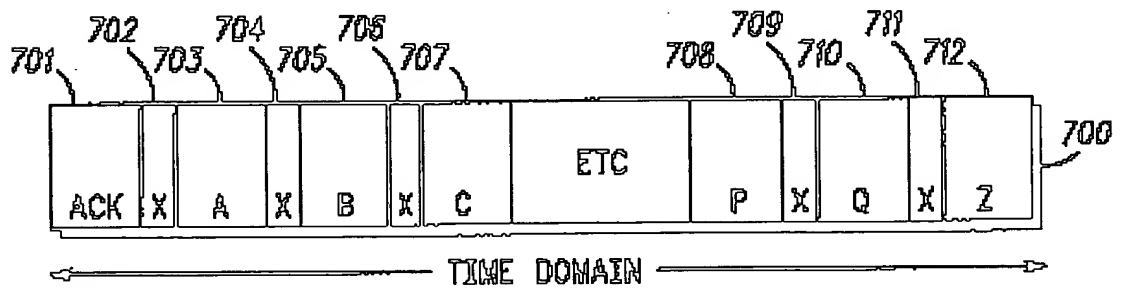 701 702 703 704 705 706 707 708 709 710 711 712
700
ETC
ACK X A X B X C P X Q X Z
TIME DOMAIN